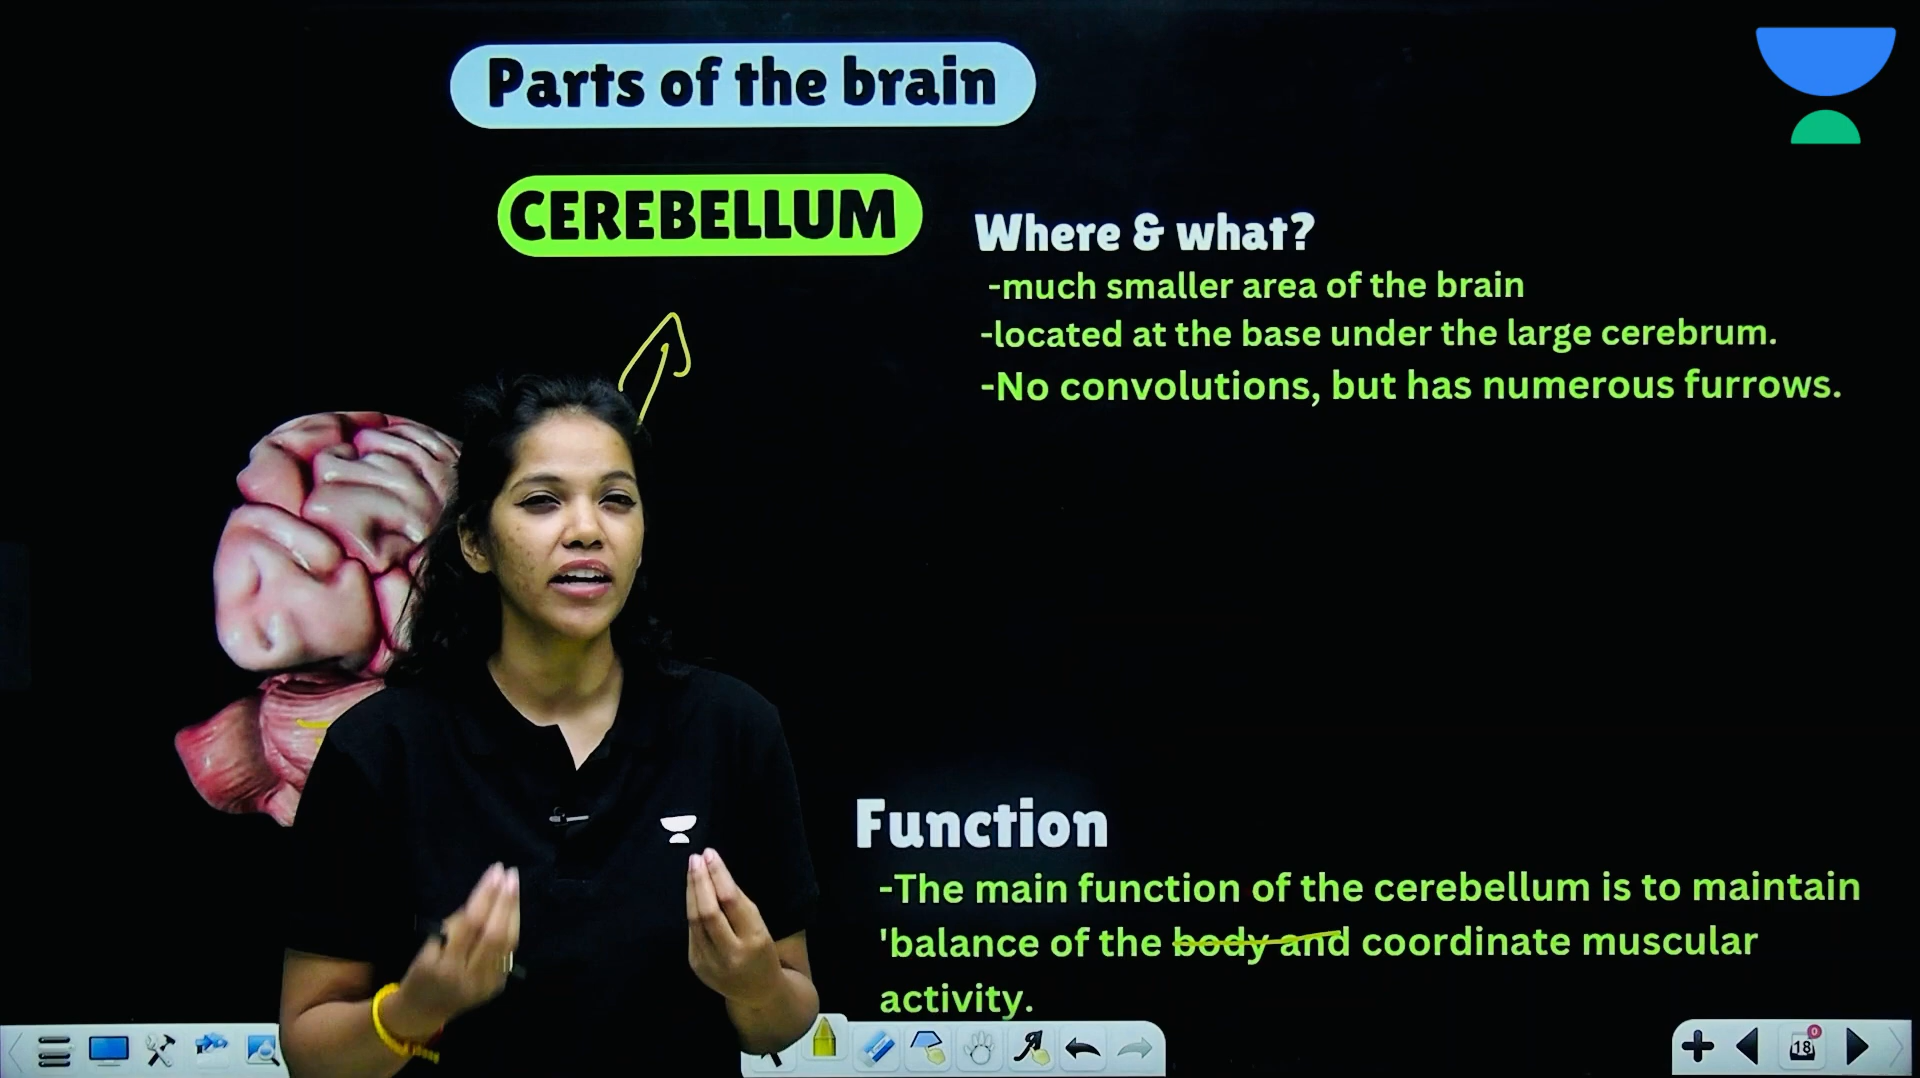 Parts of the brain
CEREBELLUM
Where & what?
-much smaller area of the brain
-located at the base under the large cerebrum.
-No convolutions, but has numerous furrows.
Function
-The main function of the cerebellum is to maintain
'balance of the body and coordinate muscular
activity.
18
0